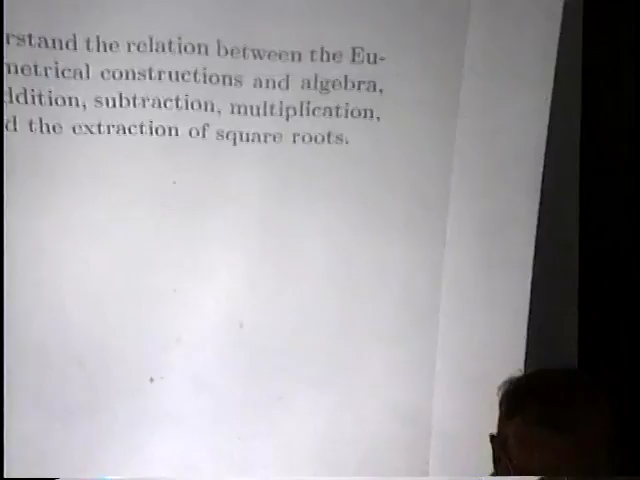 rstand the relation between the Eu-
netrical constructions and algebra,
ldition, subtraction, multiplication,
d the extraction of square roots.